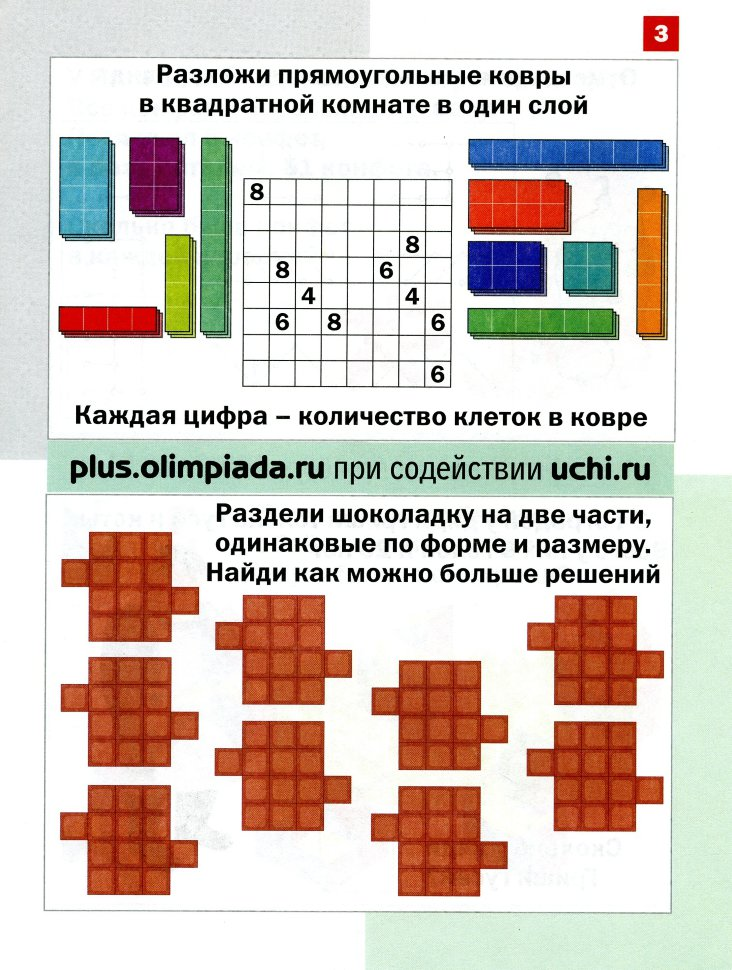 3
Разложи прямоугольные ковры
в квадратной комнате в один слой
8
8
8 6
4 4
6 8 6
6
Каждая цифра – количество клеток в ковре
plus.olimpiada.ru при содействии uchi.ru
Раздели шоколадку на две части,
одинаковые по форме и размеру.
Найди как можно больше решений